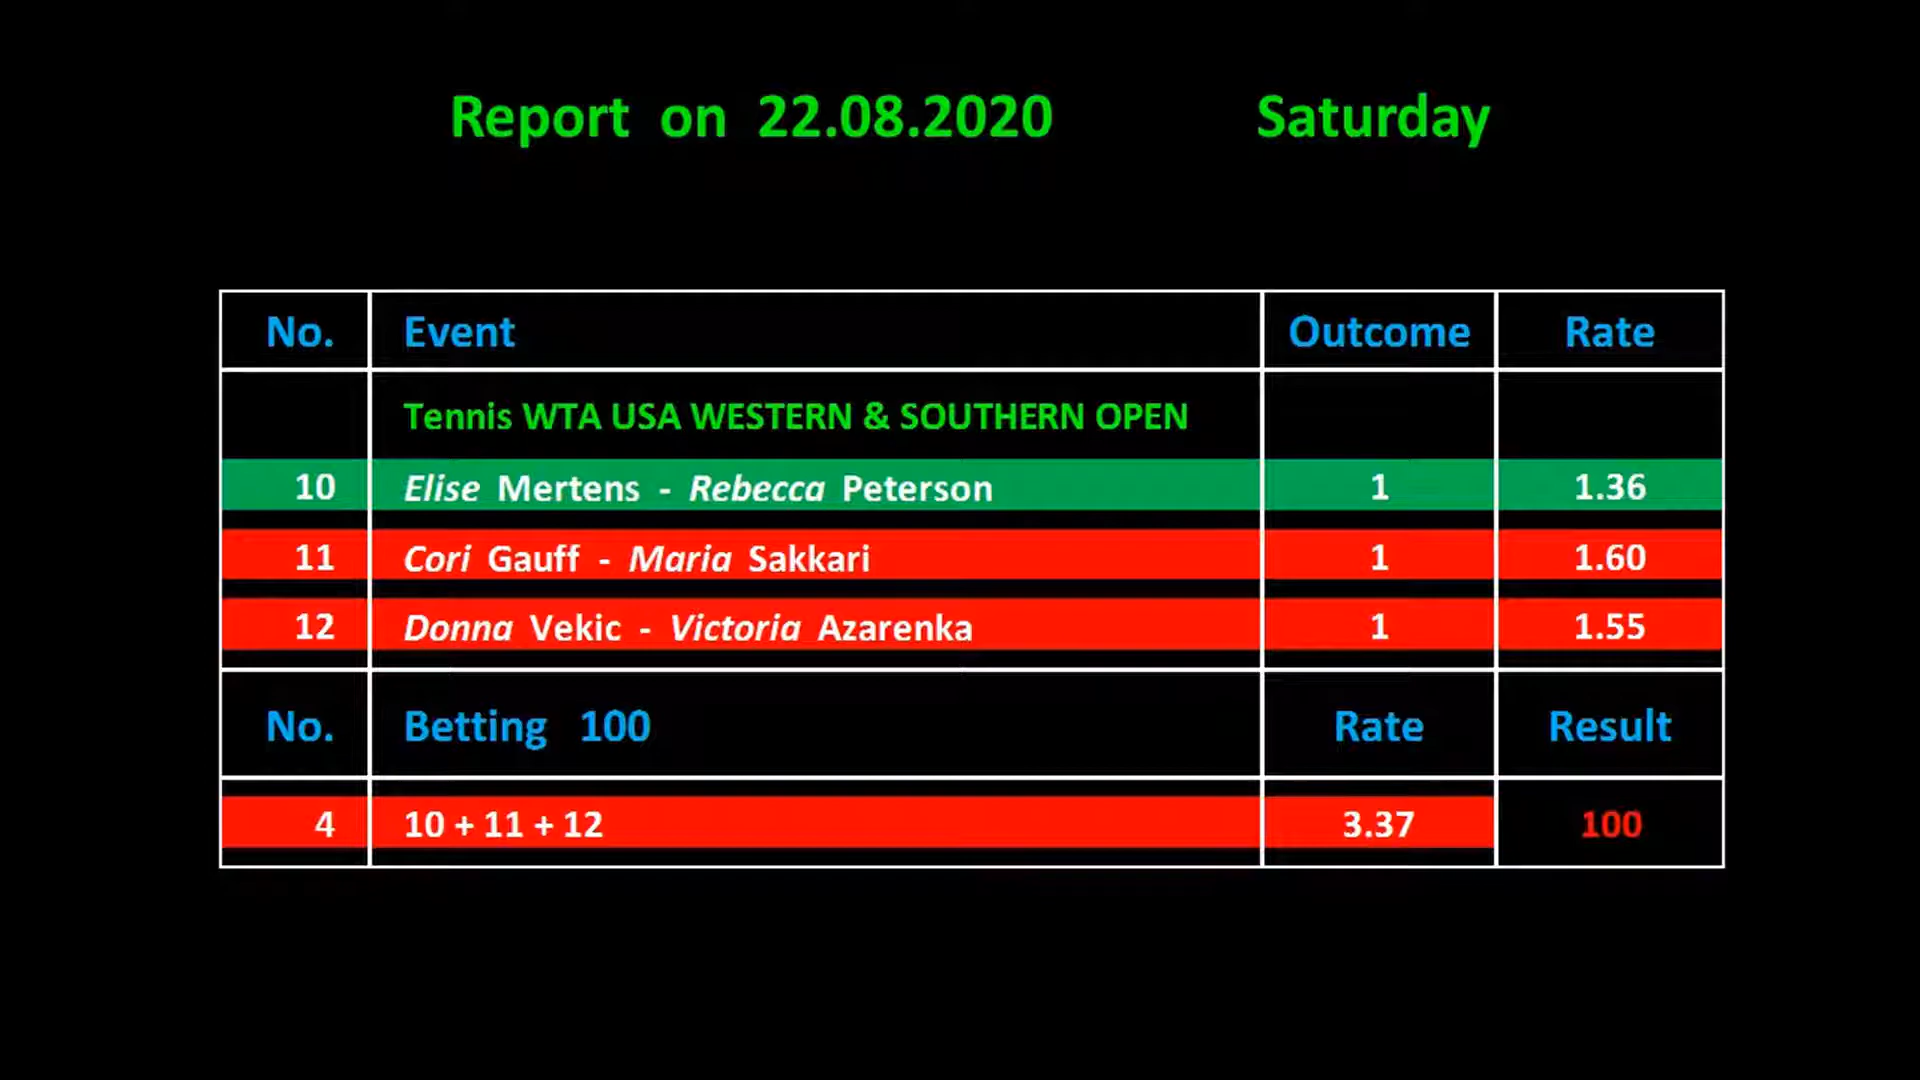 Report on 22.08.2020 Saturday
No. Event Outcome Rate
Tennis WTA USA WESTERN & SOUTHERN OPEN
10 Elise Mertens - Rebecca Peterson 1 1.36
11 Cori Gauff - Maria Sakkari 1 1.60
12 Donna Vekic - Victoria Azarenka 1 1.55
No. Betting 100 Rate Result
4 10 + 11 + 12 3.37 100